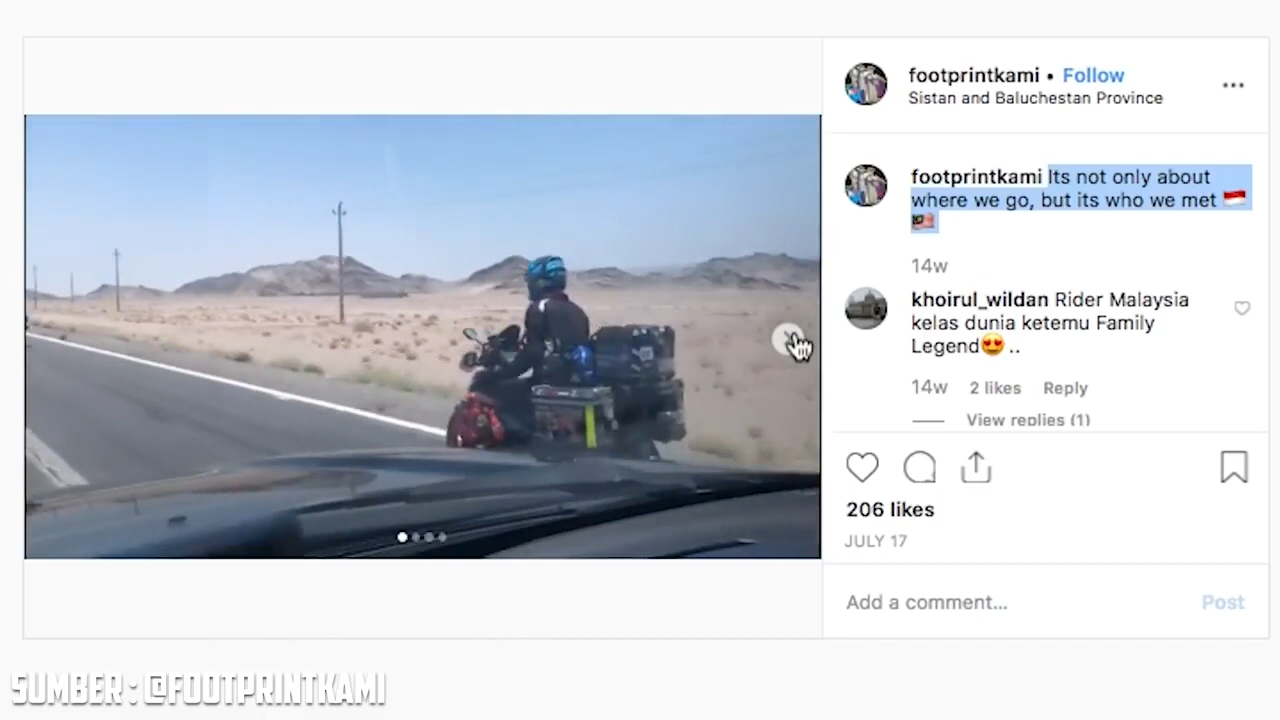 footprintkami • Follow
Sistan and Baluchestan Province
footprintkami Its not only about
where we go, but its who we met 🇮🇩
🇲🇾
14w
khoirul_wildan Rider Malaysia
kelas dunia ketemu Family
Legend😍 ..
14w 2 likes Reply
View replies (1)
206 likes
JULY 17
Add a comment... Post
SUMBER : @FOOTPRINTKAMI